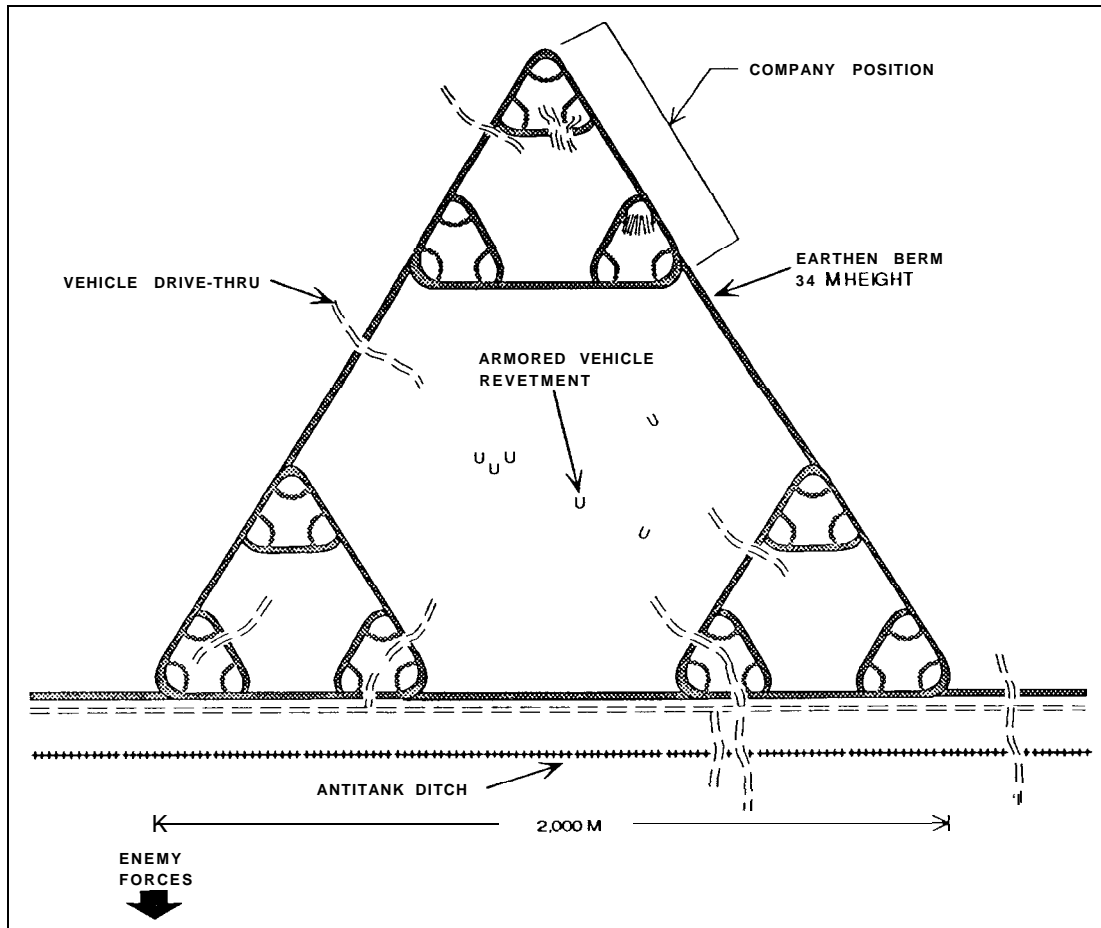 COMPANY POSITION
EARTHEN BERM
34 M HEIGHT
VEHICLE DRIVE-THRU
ARMORED VEHICLE
REVETMENT
U
U
U
U
U
U
ANTITANK DITCH
2,000 M
ENEMY
FORCES